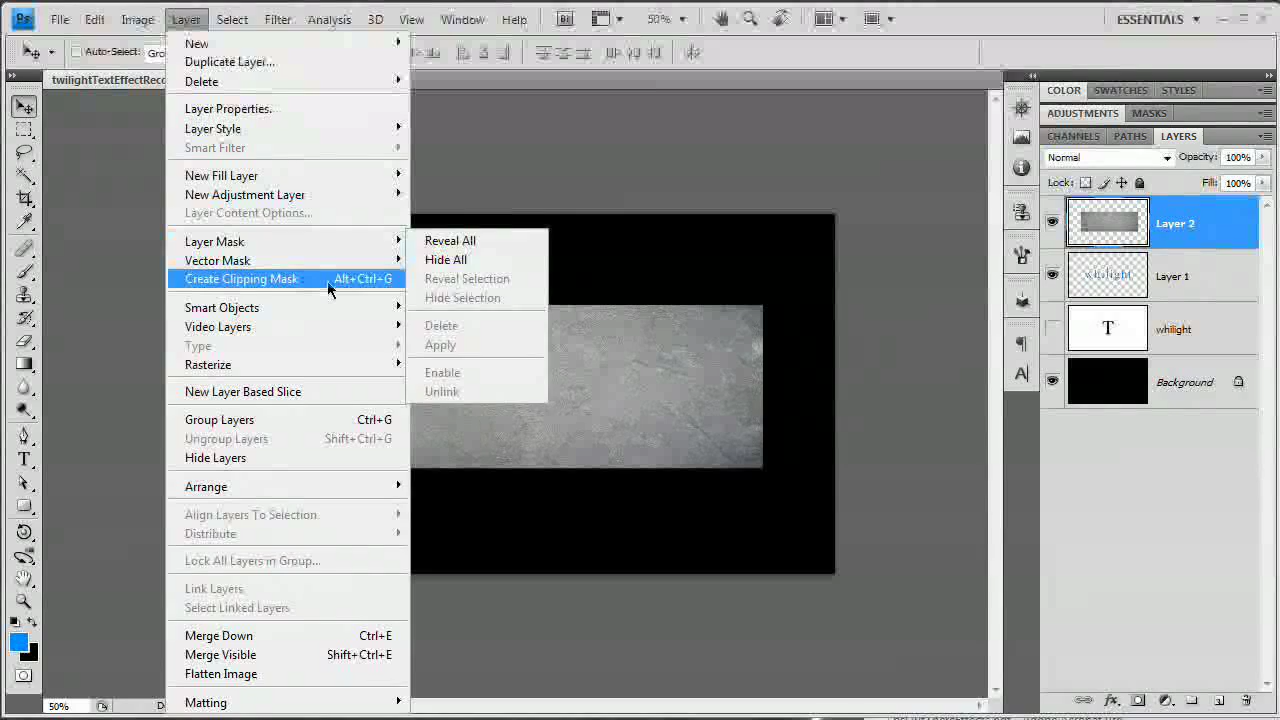 Ps File Edit Image Layer Select Filter Analysis 3D View Window Help Br 50% ESSENTIALS
Auto-Select: Gro
twilightTextEffectReco
New
Duplicate Layer...
Delete
Layer Properties.
Layer Style
Smart Filter
New Fill Layer
New Adjustment Layer
Layer Content Options...
Layer Mask
Vector Mask
Create Clipping Mask Alt+Ctrl+G
Smart Objects
Video Layers
Type
Rasterize
New Layer Based Slice
Group Layers Ctrl+G
Ungroup Layers Shift+Ctrl+G
Hide Layers
Arrange
Align Layers To Selection
Distribute
Lock All Layers in Group...
Link Layers
Select Linked Layers
Merge Down Ctrl+E
Merge Visible Shift+Ctrl+E
Flatten Image
Matting
Reveal All
Hide All
Reveal Selection
Hide Selection
Delete
Apply
Enable
Unlink
COLOR SWATCHES STYLES
ADJUSTMENTS MASKS
CHANNELS PATHS LAYERS
Normal Opacity: 100%
Lock: Fill: 100%
Layer 2
whilight Layer 1
T whilight
Background
50% D